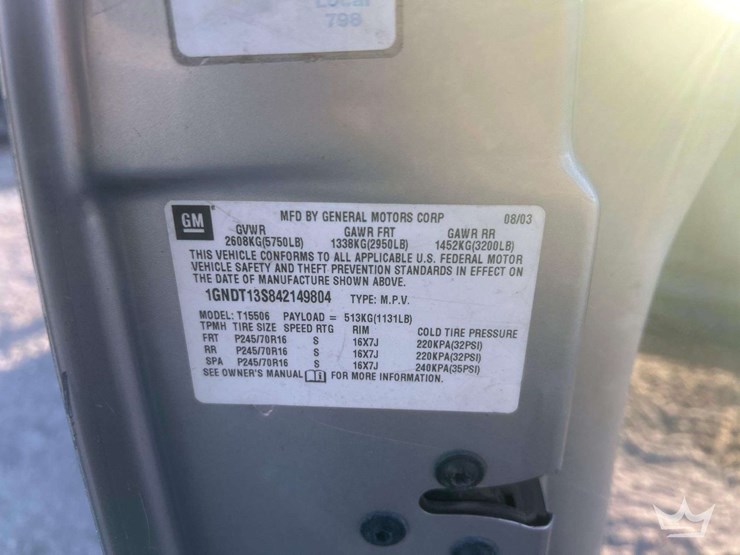 Local
798
GM
MFD BY GENERAL MOTORS CORP 08/03
GVWR GAWR FRT GAWR RR
2608KG(5750LB) 1338KG(2950LB) 1452KG(3200LB)
THIS VEHICLE CONFORMS TO ALL APPLICABLE U.S. FEDERAL MOTOR
VEHICLE SAFETY AND THEFT PREVENTION STANDARDS IN EFFECT ON
THE DATE OF MANUFACTURE SHOWN ABOVE.
1GNDT13S842149804 TYPE: M.P.V.
MODEL: T15506 PAYLOAD = 513KG(1131LB)
TPMH TIRE SIZE SPEED RTG RIM COLD TIRE PRESSURE
FRT P245/70R16 S 16X7J 220KPA(32PSI)
RR P245/70R16 S 16X7J 220KPA(32PSI)
SPA P245/70R16 S 16X7J 240KPA(35PSI)
SEE OWNER'S MANUAL FOR MORE INFORMATION.